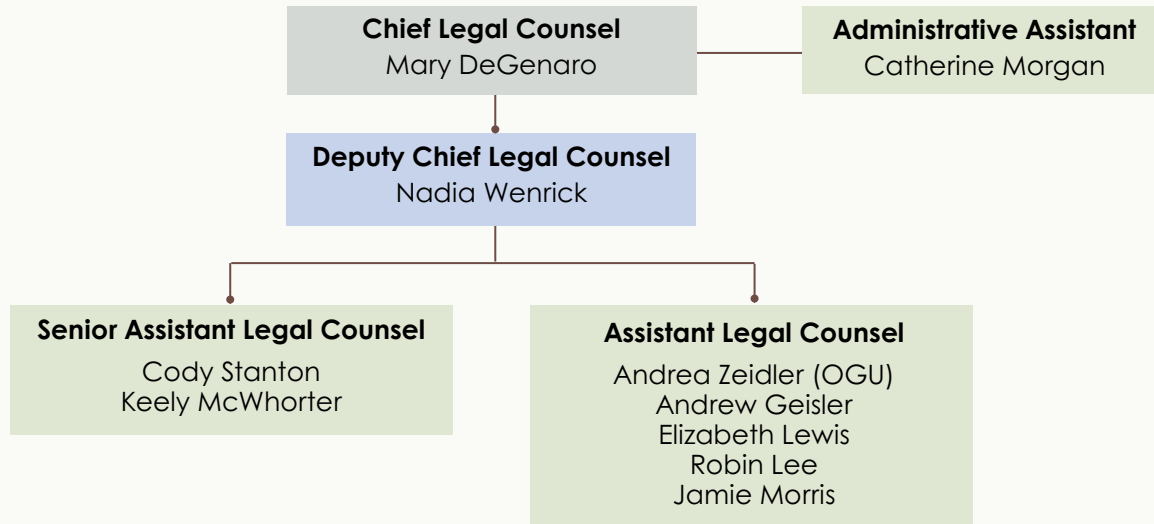 Chief Legal Counsel
Mary DeGenaro
Administrative Assistant
Catherine Morgan
Deputy Chief Legal Counsel
Nadia Wenrick
Senior Assistant Legal Counsel
Cody Stanton
Keely McWhorter
Assistant Legal Counsel
Andrea Zeidler (OGU)
Andrew Geisler
Elizabeth Lewis
Robin Lee
Jamie Morris